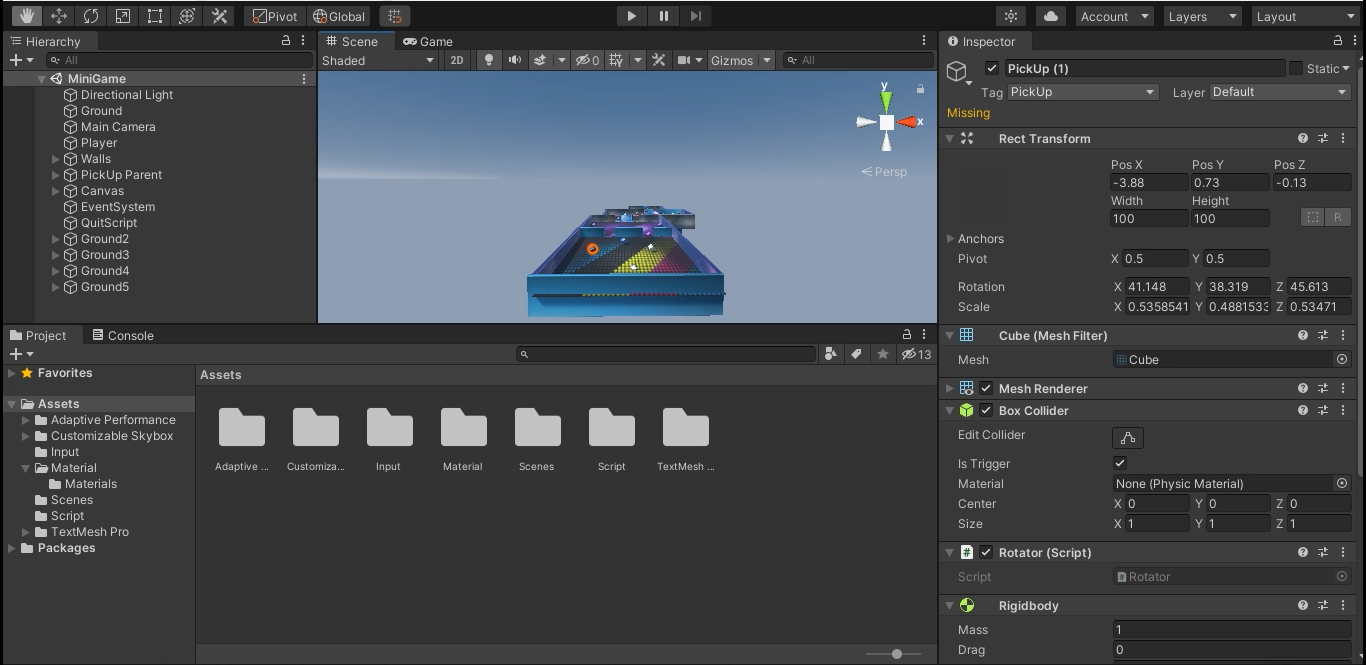 Pivot Global Account Layers Layout
Hierarchy
All
MiniGame
Directional Light
Ground
Main Camera
Player
Walls
PickUp Parent
Canvas
EventSystem
QuitScript
Ground2
Ground3
Ground4
Ground5
Scene Game
Shaded 2D 0 Gizmos All
y
x
Persp
Project Console
13
Favorites
Assets
Adaptive Performance
Customizable Skybox
Input
Material
Materials
Scenes
Script
TextMesh Pro
Packages
Assets
Adaptive ... Customiza... Input Material Scenes Script TextMesh ...
Inspector
PickUp (1) Static
Tag PickUp Layer Default
Missing
Rect Transform
Pos X Pos Y Pos Z
-3.88 0.73 -0.13
Width Height
100 100 R
Anchors
Pivot X 0.5 Y 0.5
Rotation X 41.148 Y 38.319 Z 45.613
Scale X 0.5358541 Y 0.4881533 Z 0.53471
Cube (Mesh Filter)
Mesh Cube
Mesh Renderer
Box Collider
Edit Collider
Is Trigger
Material None (Physic Material)
Center X 0 Y 0 Z 0
Size X 1 Y 1 Z 1
# Rotator (Script)
Script # Rotator
Rigidbody
Mass 1
Drag 0